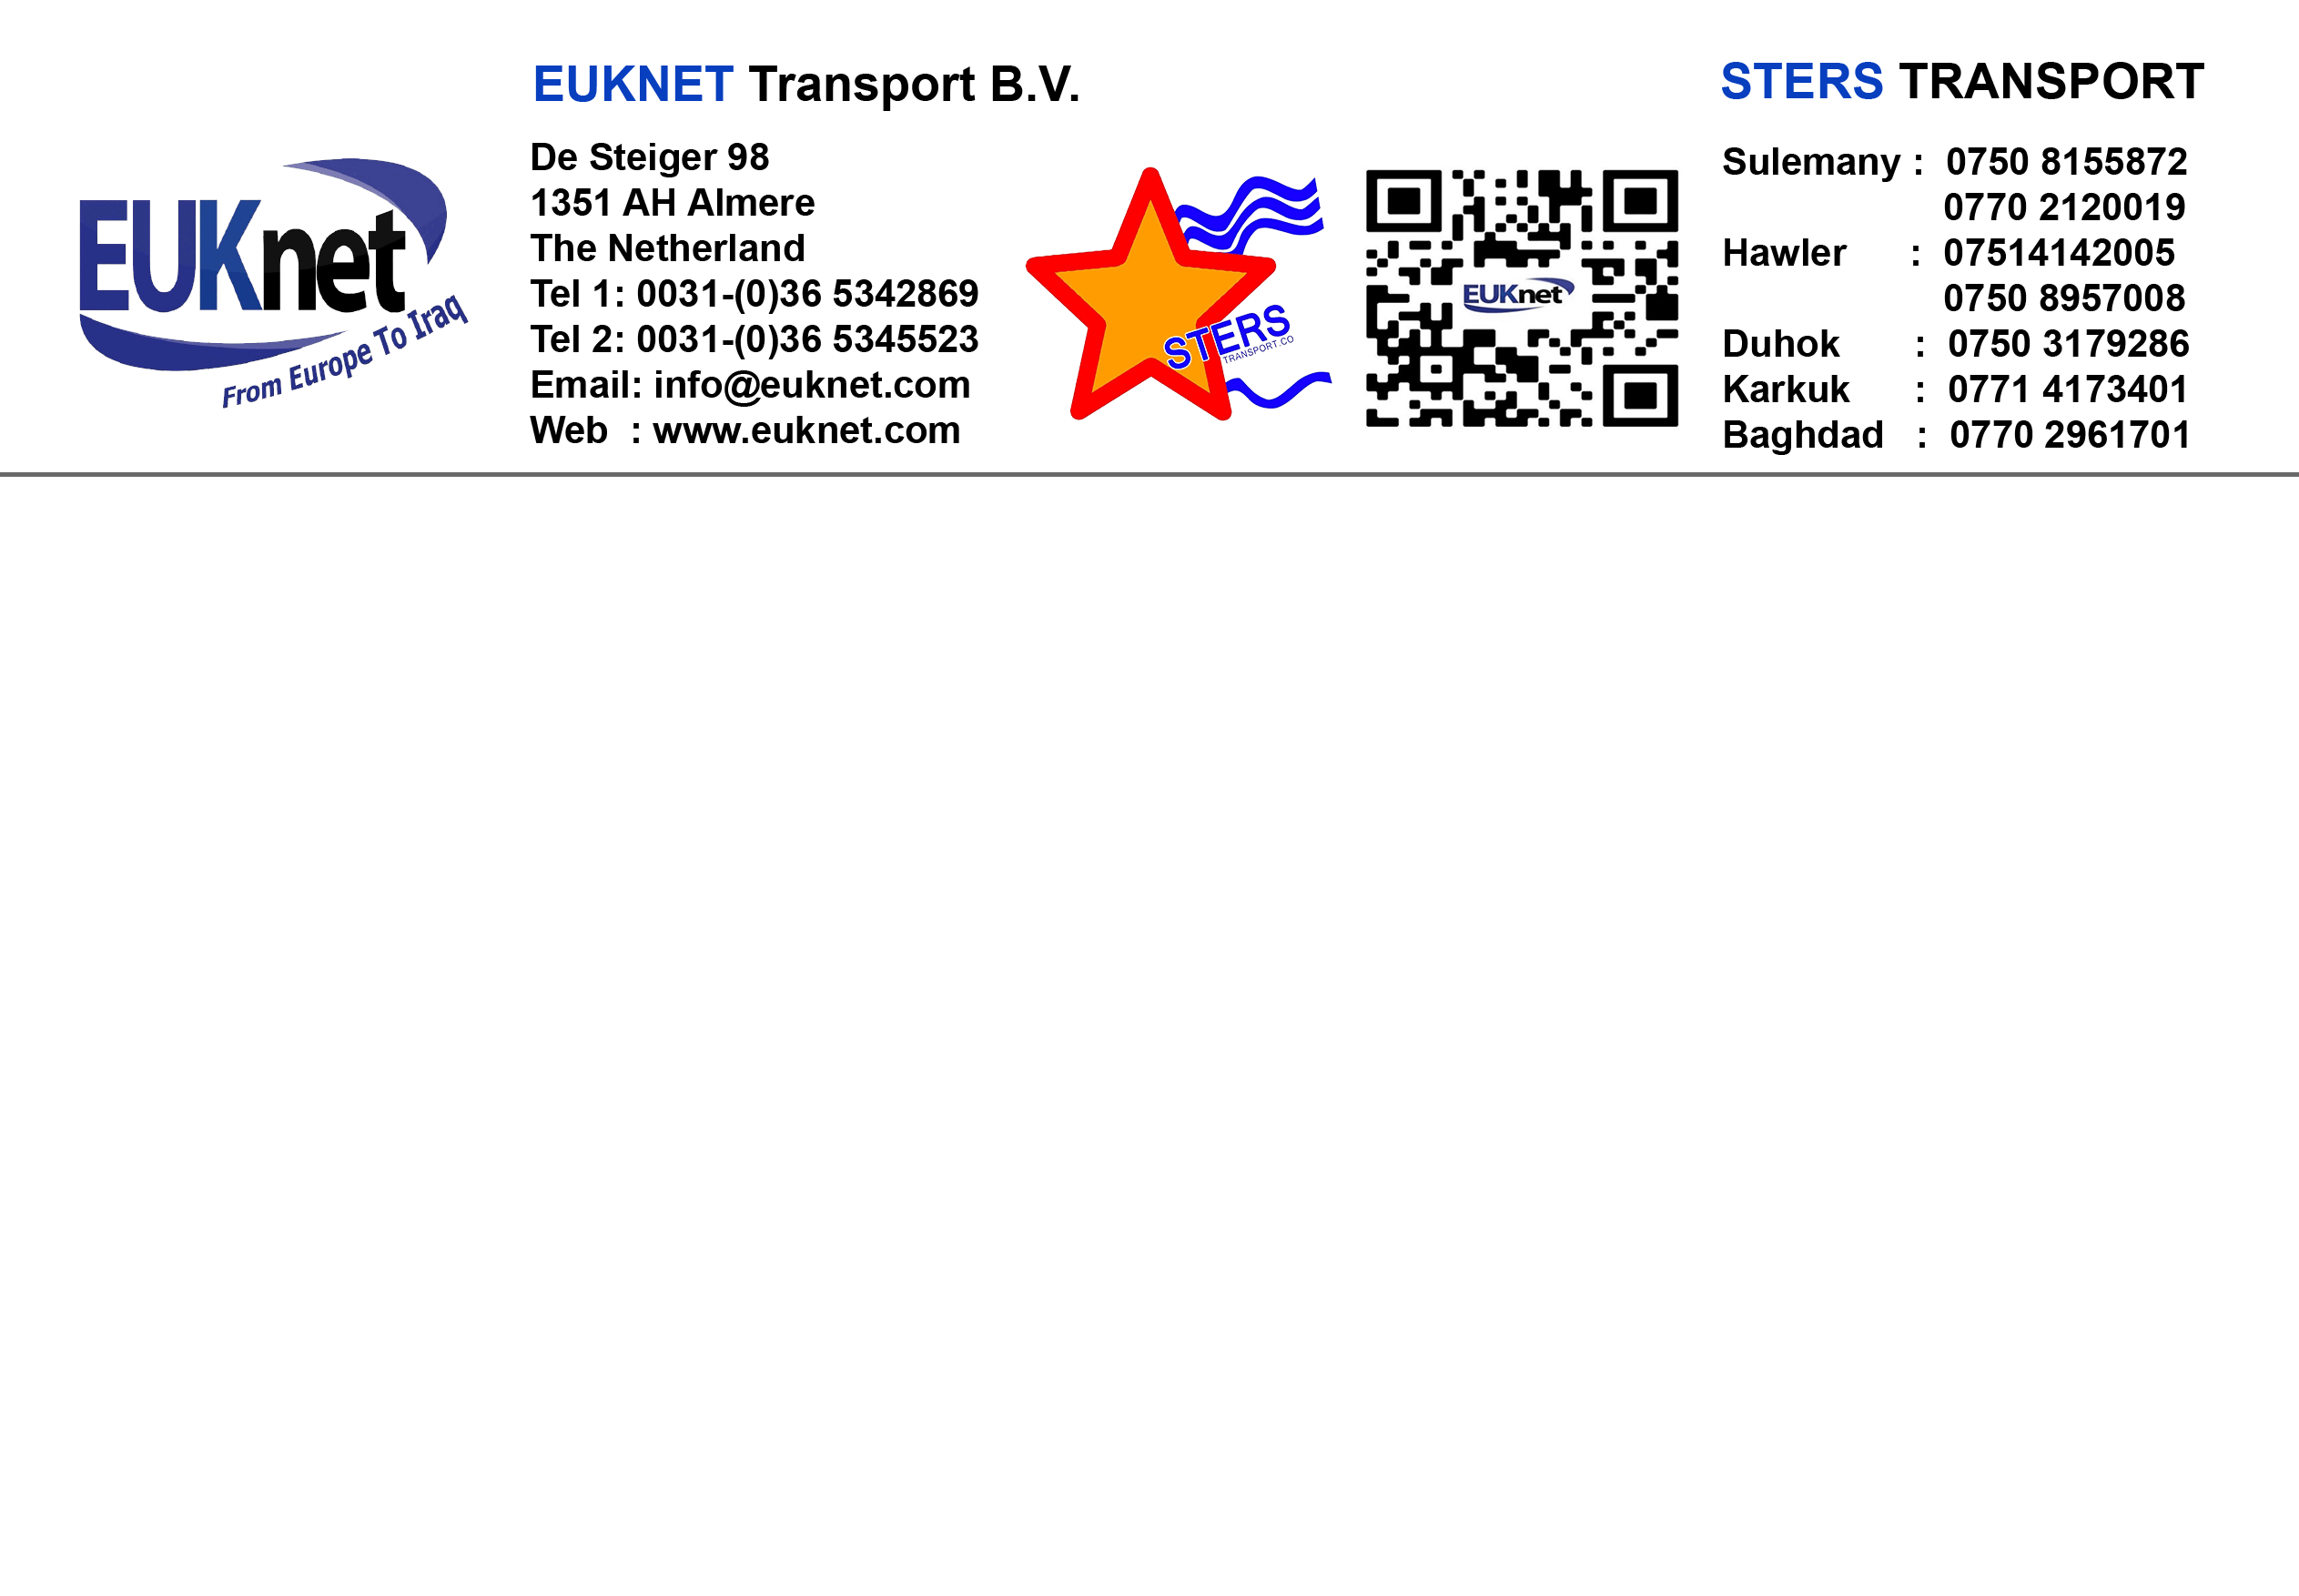 EUKnet
From Europe To Iraq
EUKNET Transport B.V.
De Steiger 98
1351 AH Almere
The Netherland
Tel 1: 0031-(0)36 5342869
Tel 2: 0031-(0)36 5345523
Email: info@euknet.com
Web : www.euknet.com
STERS
TRANSPORT.CO
EUKnet
STERS TRANSPORT
Sulemany : 0750 8155872
0770 2120019
Hawler : 07514142005
0750 8957008
Duhok : 0750 3179286
Karkuk : 0771 4173401
Baghdad : 0770 2961701